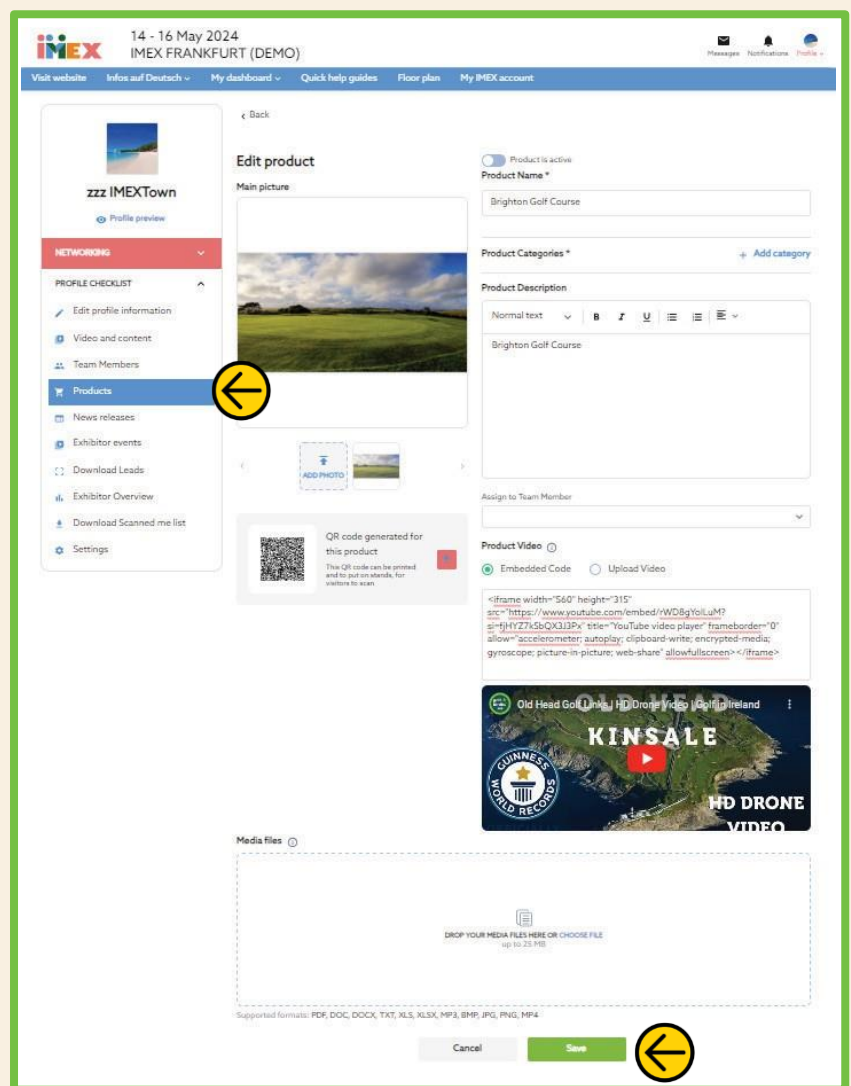 IMEX
14 - 16 May 2024
IMEX FRANKFURT (DEMO)
Messages Notifications Profile
Visit website Infos auf Deutsch My dashboard Quick help guides Floor plan My IMEX account
Back
zzz IMEXTown
Profile preview
NETWORKING
PROFILE CHECKLIST
Edit profile information
Video and content
Team Members
Products
News releases
Exhibitor events
Download Leads
Exhibitor Overview
Download Scanned me list
Settings
Edit product
Main picture
ADD PHOTO
QR code generated for
this product
This QR code can be printed
and to put on stands, for
visitors to scan
Product is active
Product Name *
Brighton Golf Course
Product Categories * + Add category
Product Description
Normal text B I U
Brighton Golf Course
Assign to Team Member
Product Video
Embedded Code Upload Video
<iframe width="560" height="315"
src="https://www.youtube.com/embed/rWD8gYolLuM?
si=fjHYZ7kSbQX3J3Px" title="YouTube video player" frameborder="0"
allow="accelerometer; autoplay; clipboard-write; encrypted-media;
gyroscope; picture-in-picture; web-share" allowfullscreen></iframe>
Old Head Golf Links | HD Drone Video | Golf in Ireland
OLD HEAD
KINSALE
GUINNESS
WORLD RECORDS
HD DRONE
VIDEO
Media files
DROP YOUR MEDIA FILES HERE OR CHOOSE FILE
up to 25 MB
Supported formats: PDF, DOC, DOCX, TXT, XLS, XLSX, MP3, BMP, JPG, PNG, MP4
Cancel Save